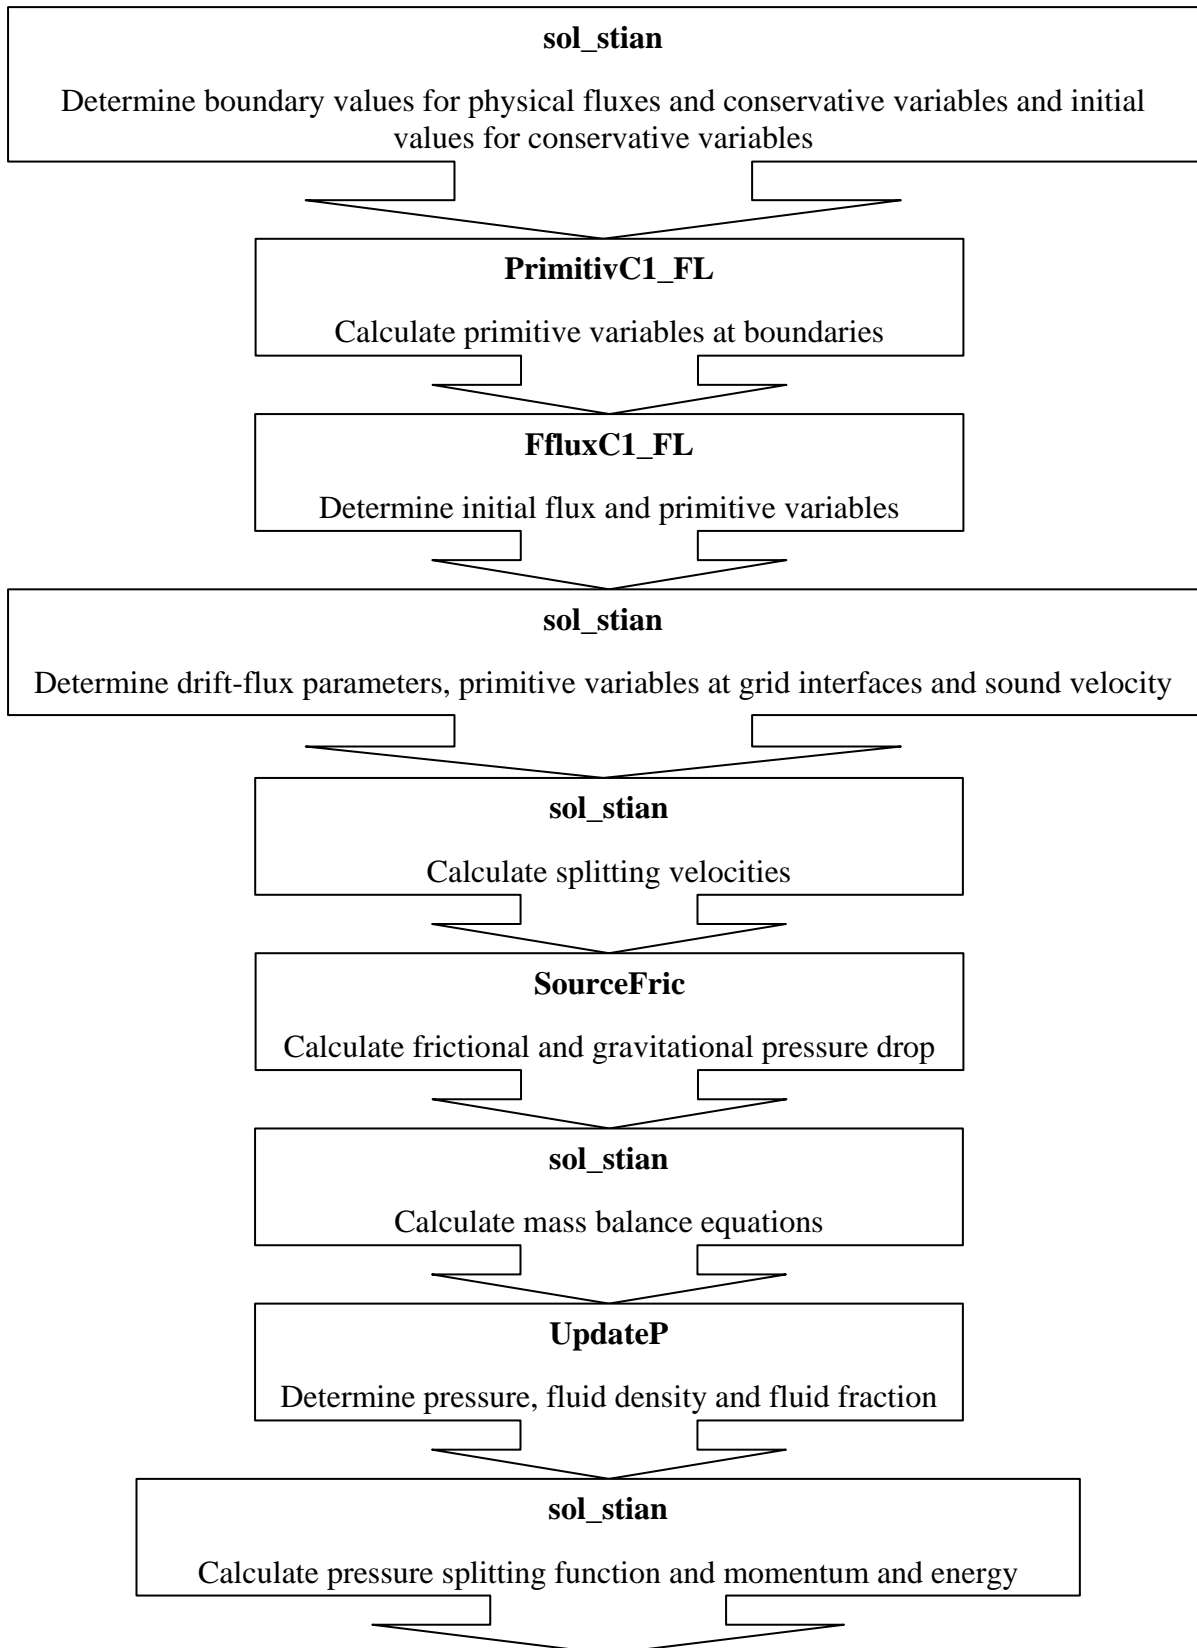 sol_stian
Determine boundary values for physical fluxes and conservative variables and initial
values for conservative variables
PrimitivC1_FL
Calculate primitive variables at boundaries
FfluxC1_FL
Determine initial flux and primitive variables
sol_stian
Determine drift-flux parameters, primitive variables at grid interfaces and sound velocity
sol_stian
Calculate splitting velocities
SourceFric
Calculate frictional and gravitational pressure drop
sol_stian
Calculate mass balance equations
UpdateP
Determine pressure, fluid density and fluid fraction
sol_stian
Calculate pressure splitting function and momentum and energy